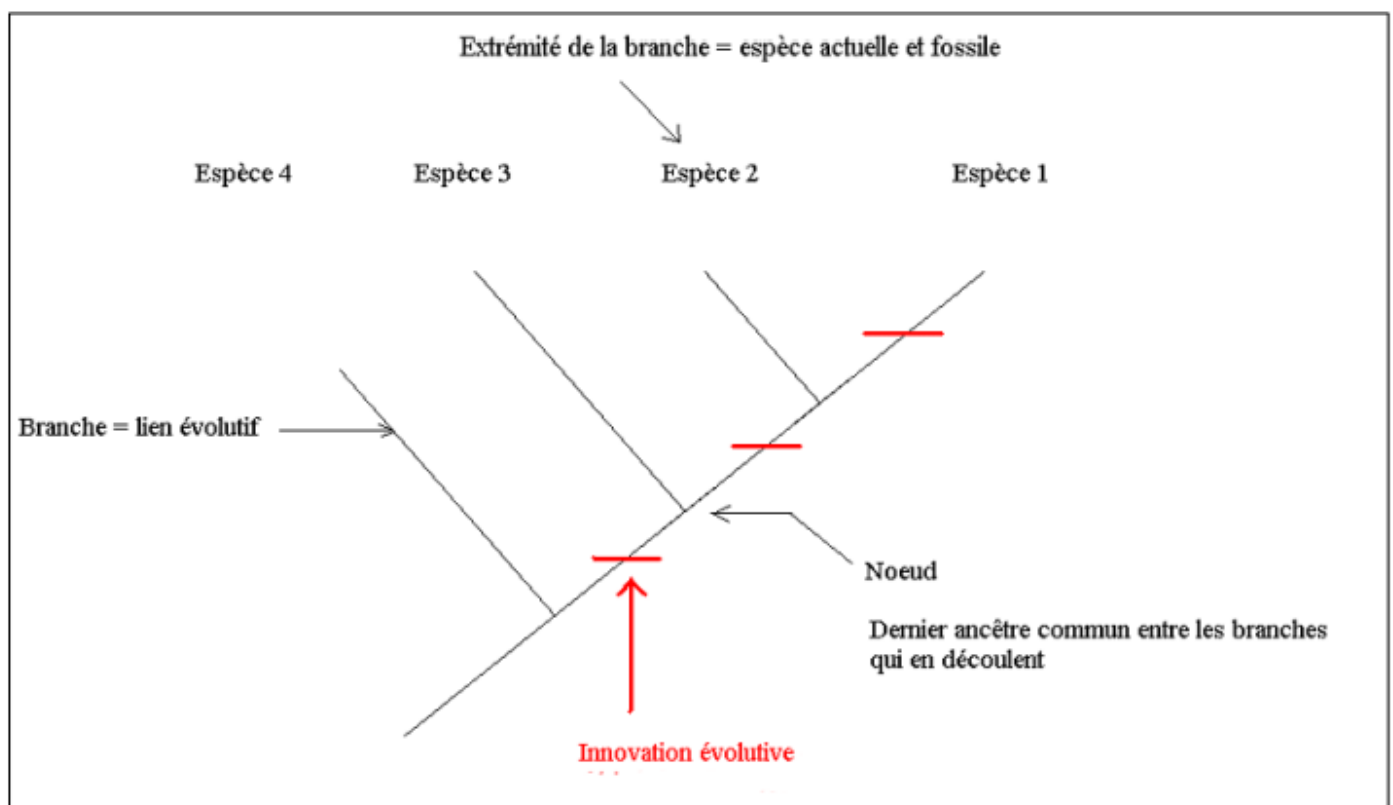 Extrémité de la branche = espèce actuelle et fossile
Espèce 4
Espèce 3
Espèce 2
Espèce 1
Branche = lien évolutif
Noeud
Dernier ancêtre commun entre les branches
qui en découlent
Innovation évolutive